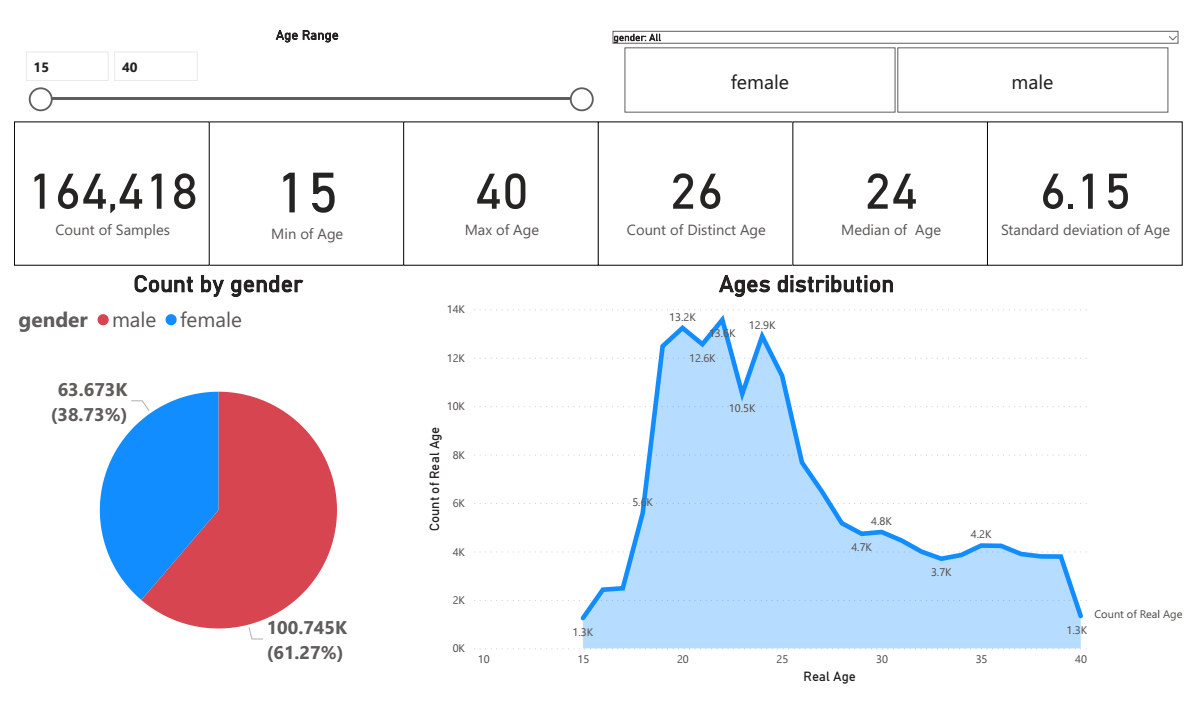 Age Range
15
40
gender: All
female
male
164,418
Count of Samples
15
Min of Age
40
Max of Age
26
Count of Distinct Age
24
Median of  Age
6.15
Standard deviation of Age
Count by gender
gender male female
63.673K
(38.73%)
100.745K
(61.27%)
Ages distribution
Count of Real Age
14K
12K
10K
8K
6K
4K
2K
0K
13.2K
13.6K
12.9K
12.6K
10.5K
5.6K
4.8K
4.7K
4.2K
3.7K
1.3K
1.3K
Count of Real Age
10
15
20
25
30
35
40
Real Age